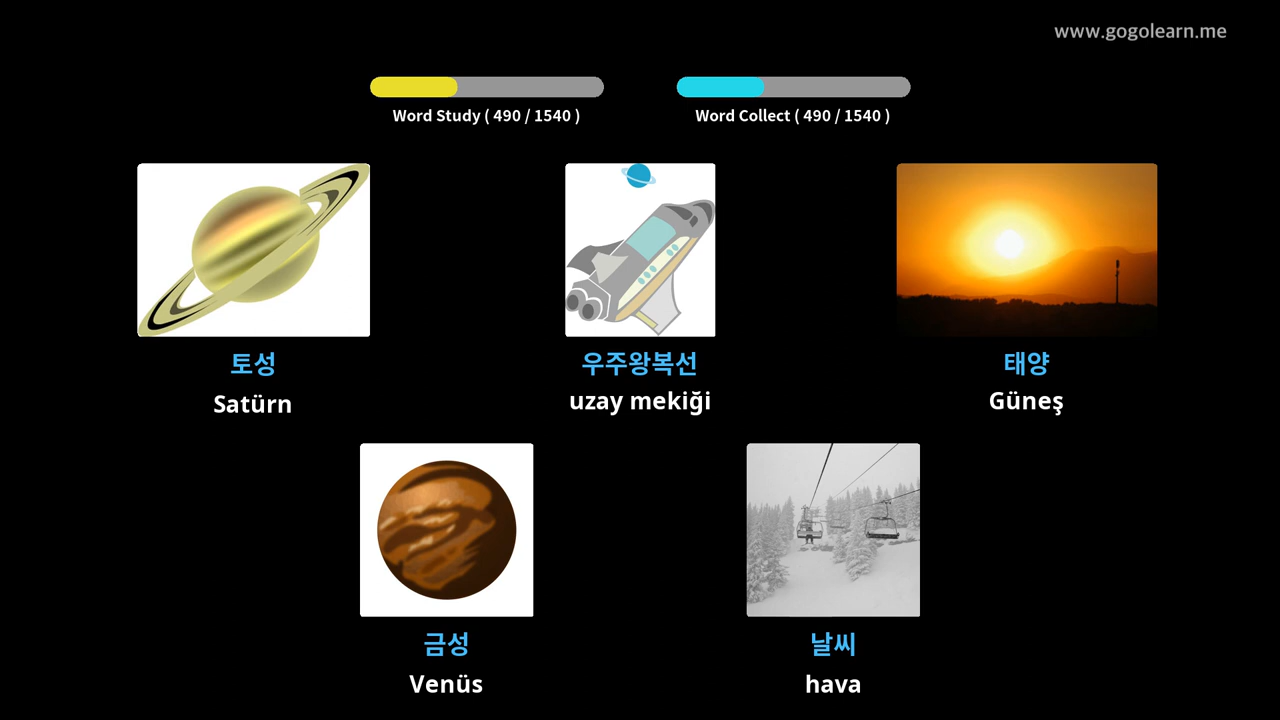 www.gogolearn.me
Word Study ( 490 / 1540 )
Word Collect ( 490 / 1540 )
토성
우주왕복선
태양
Satürn
uzay mekiği
Güneş
금성
날씨
Venüs
hava